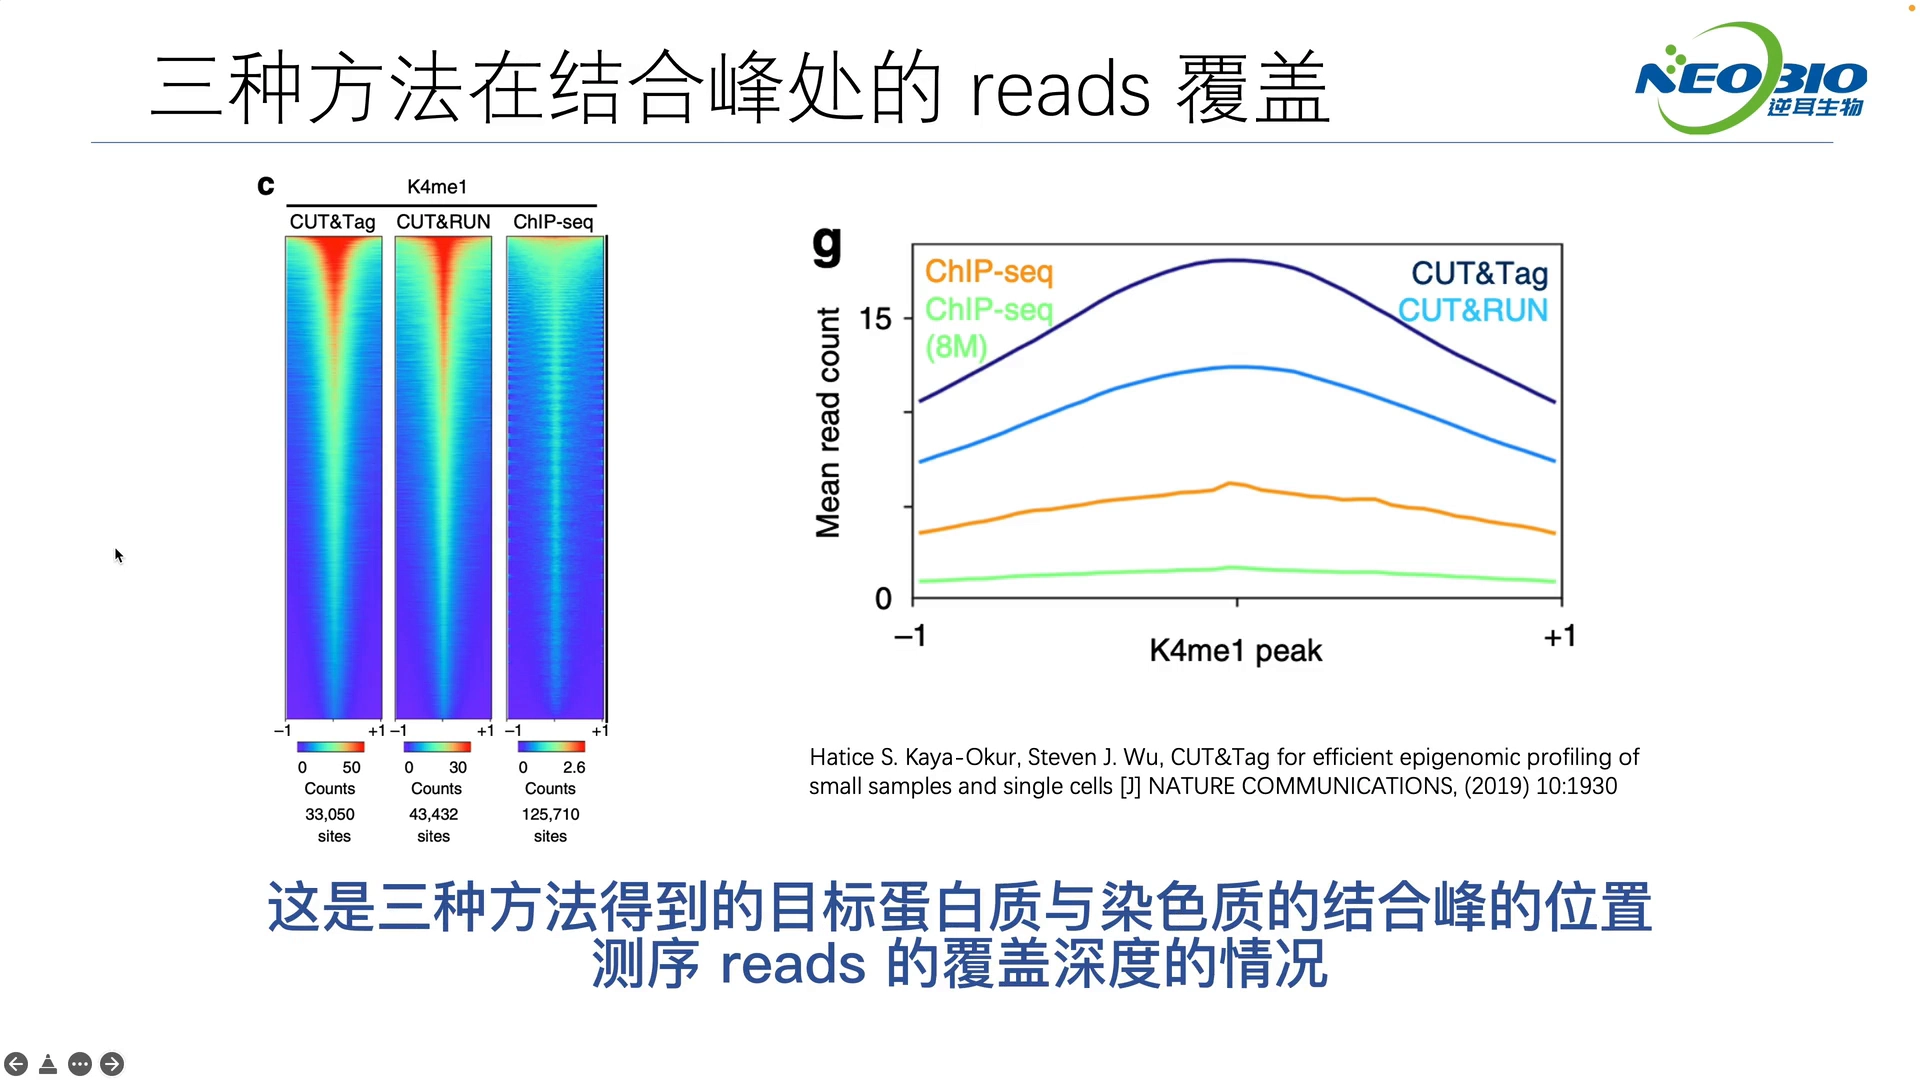 三种方法在结合峰处的 reads 覆盖
NEOBIO
逆耳生物
c
K4me1
CUT&Tag CUT&RUN ChIP-seq
−1 +1 −1 +1 −1 +1
0 50 0 30 0 2.6
Counts Counts Counts
33,050 43,432 125,710
sites sites sites
g
ChIP-seq
ChIP-seq
(8M)
CUT&Tag
CUT&RUN
Mean read count
15
0
−1 +1
K4me1 peak
Hatice S. Kaya-Okur, Steven J. Wu, CUT&Tag for efficient epigenomic profiling of
small samples and single cells [J] NATURE COMMUNICATIONS, (2019) 10:1930
这是三种方法得到的目标蛋白质与染色质的结合峰的位置
测序 reads 的覆盖深度的情况